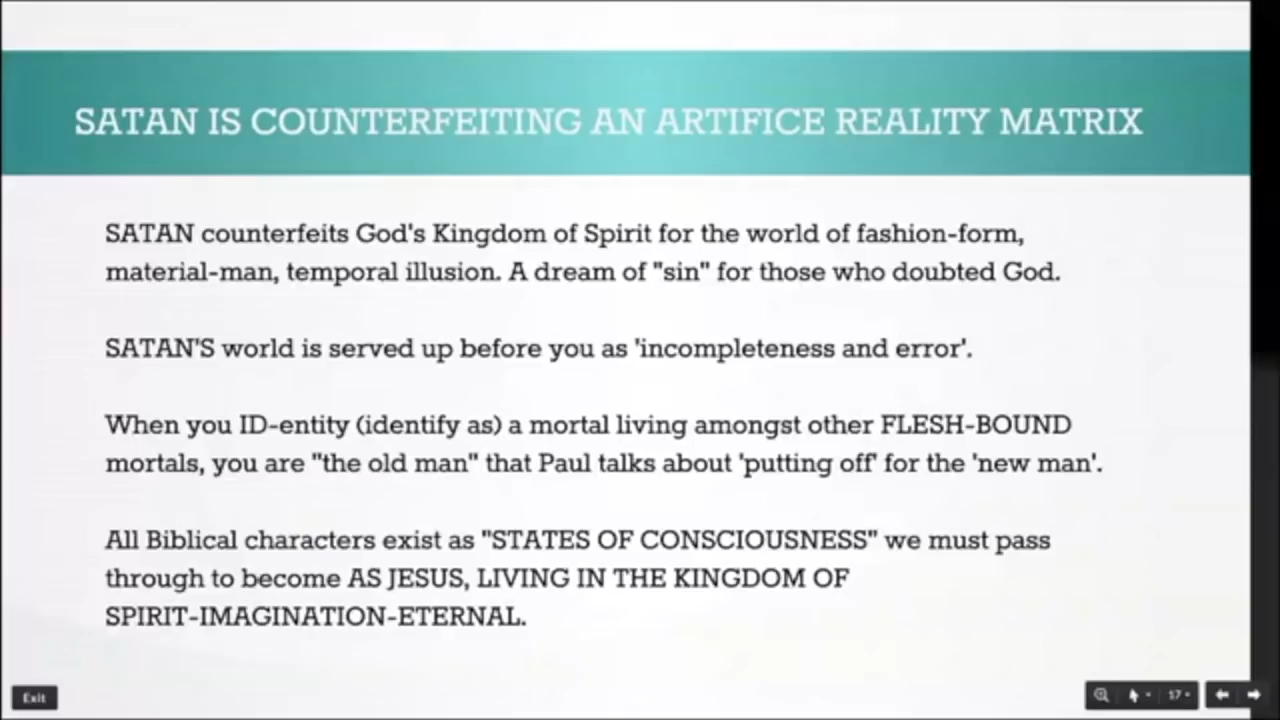 SATAN IS COUNTERFEITING AN ARTIFICE REALITY MATRIX
SATAN counterfeits God's Kingdom of Spirit for the world of fashion-form,
material-man, temporal illusion. A dream of "sin" for those who doubted God.
SATAN'S world is served up before you as 'incompleteness and error'.
When you ID-entity (identify as) a mortal living amongst other FLESH-BOUND
mortals, you are "the old man" that Paul talks about 'putting off' for the 'new man'.
All Biblical characters exist as "STATES OF CONSCIOUSNESS" we must pass
through to become AS JESUS, LIVING IN THE KINGDOM OF
SPIRIT-IMAGINATION-ETERNAL.
Exit
17